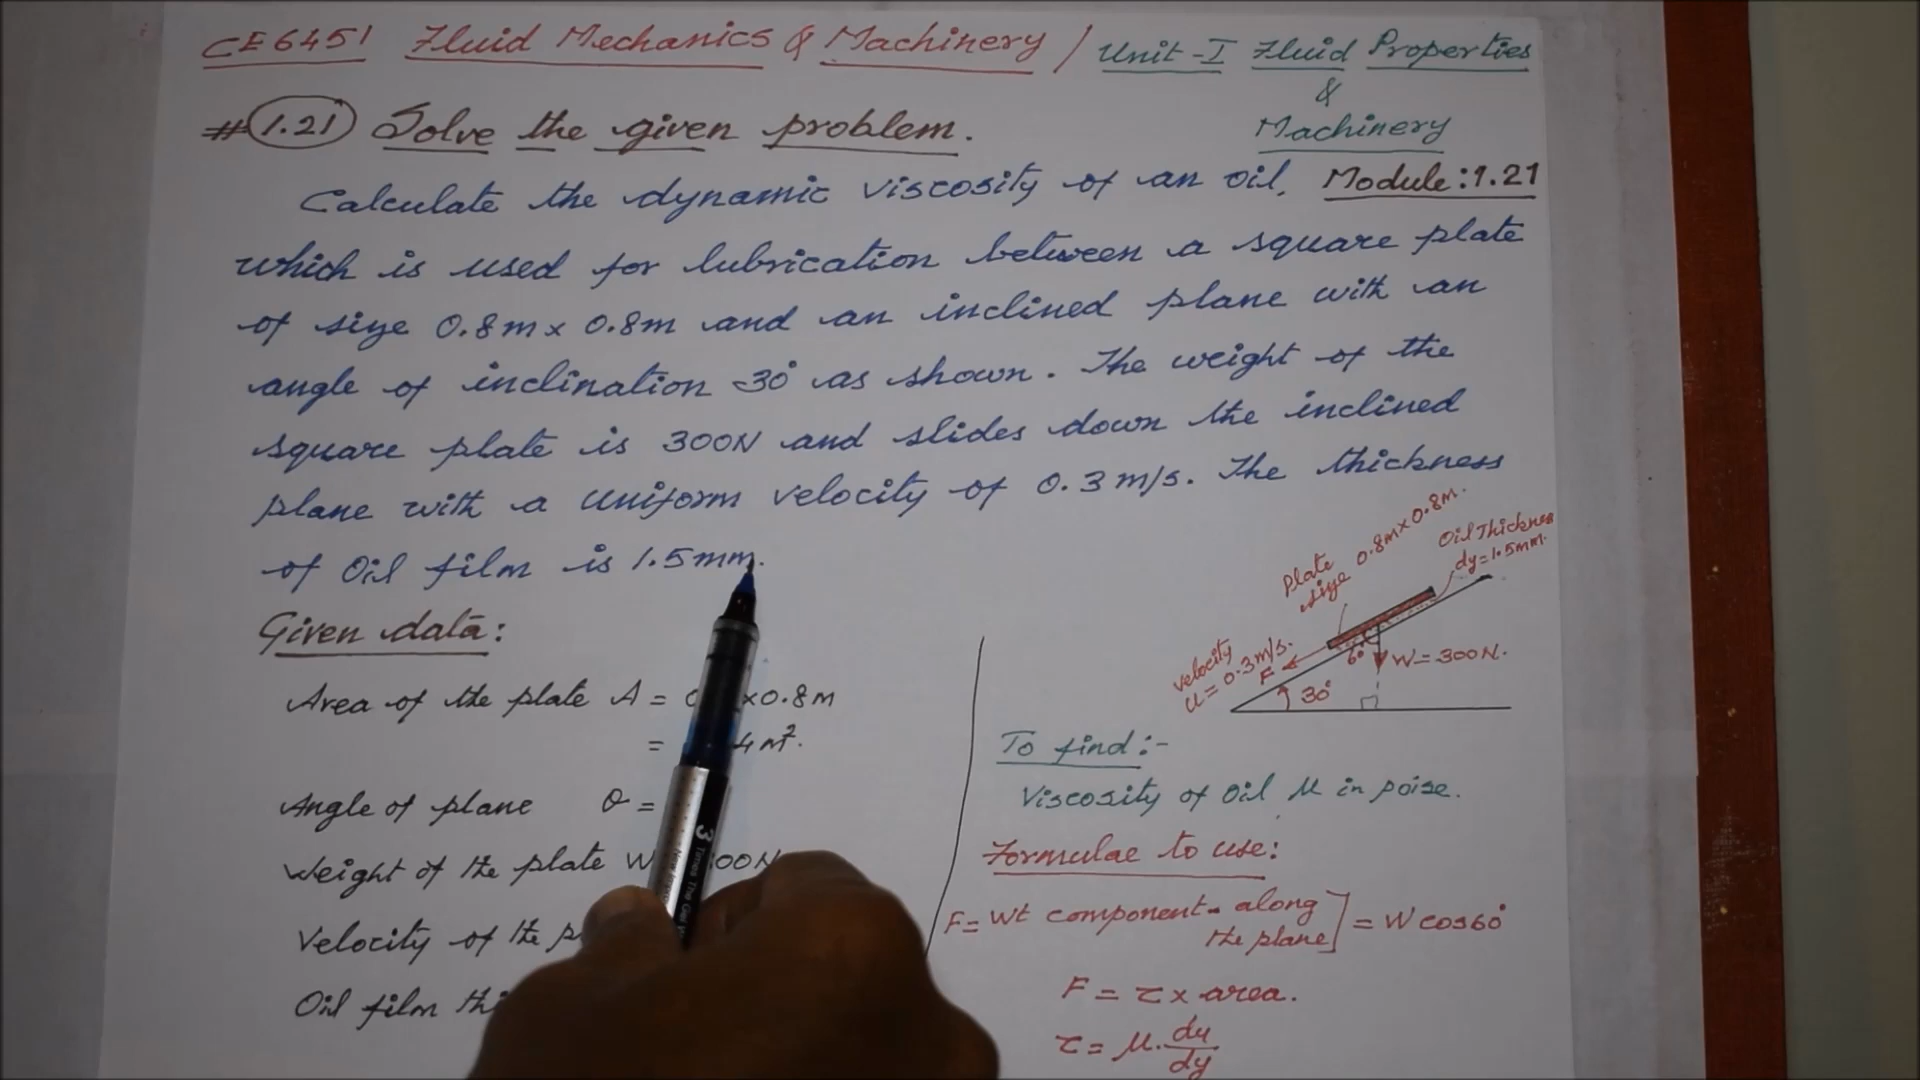 CE6451 Fluid Mechanics & Machinery / Unit-I Fluid Properties
&
Machinery
# 1.21 Solve the given problem.
Module: 1.21
Calculate the dynamic viscosity of an oil,
which is used for lubrication between a square plate
of size 0.8m x 0.8m and an inclined plane with an
angle of inclination 30° as shown. The weight of the
square plate is 300N and slides down the inclined
plane with a uniform velocity of 0.3 m/s. The thickness
of oil film is 1.5mm.
Given data:
Area of the plate A = x0.8m
= 4m².
Angle of plane θ =
Weight of the plate W 00N
Velocity of the
Oil film
Plate
size 0.8m x 0.8m.
Oil Thicknes
dy=1.5mm.
velocity
u = 0.3m/s.
F
60°
W = 300N.
30°
To find:-
Viscosity of oil μ in poise.
Formulae to use:
F = Wt component along
the plane] = W cos60°
F = τ x area.
τ = μ. du/dy
3